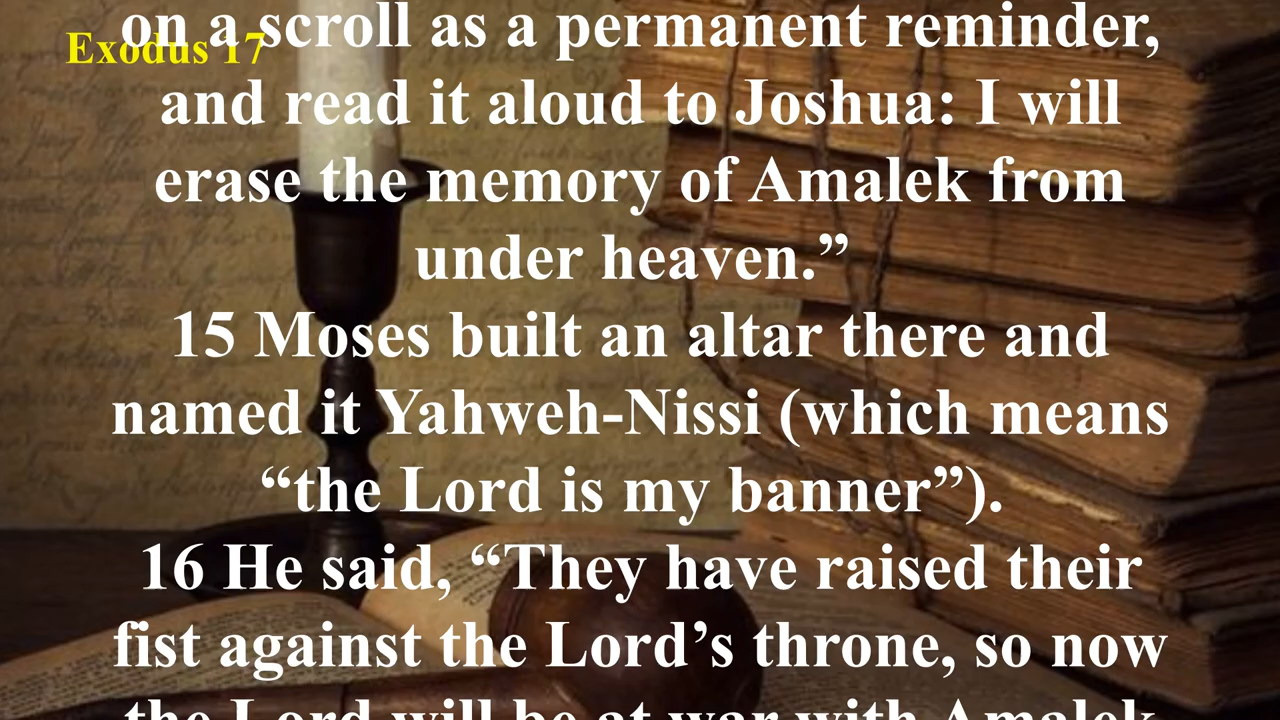 on a scroll as a permanent reminder,
Exodus 17
and read it aloud to Joshua: I will
erase the memory of Amalek from
under heaven.”
15 Moses built an altar there and
named it Yahweh-Nissi (which means
“the Lord is my banner”).
16 He said, “They have raised their
fist against the Lord’s throne, so now
the Lord will be at war with Amalek